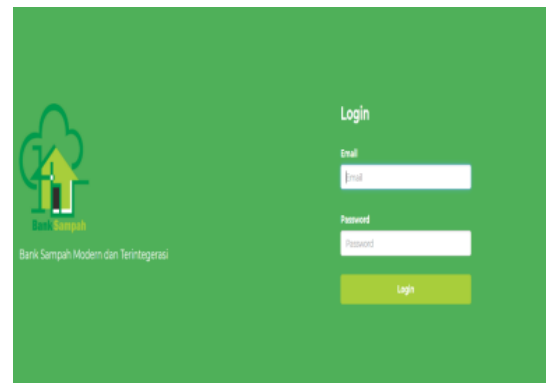 Bank Sampah
Bank Sampah Modern dan Terintegerasi
Login
Email
Email
Password
Password
Login